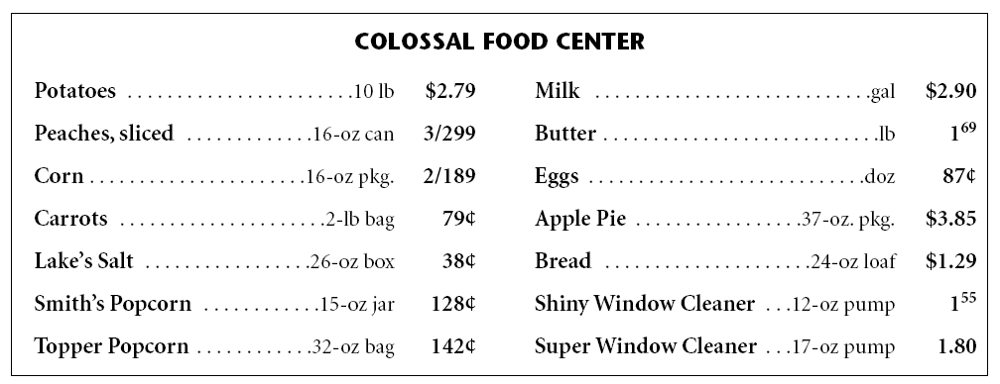 COLOSSAL FOOD CENTER
Potatoes .......................10 lb $2.79
Peaches, sliced .............16-oz can 3/299
Corn......................16-oz pkg. 2/189
Carrots .....................2-lb bag 79¢
Lake's Salt .................26-oz box 38¢
Smith's Popcorn ............15-oz jar 128¢
Topper Popcorn ............32-oz bag 142¢
Milk ............................gal $2.90
Butter............................lb 1⁶⁹
Eggs ............................doz 87¢
Apple Pie .................37-oz. pkg. $3.85
Bread .....................24-oz loaf $1.29
Shiny Window Cleaner ...12-oz pump 1⁵⁵
Super Window Cleaner ...17-oz pump 1.80